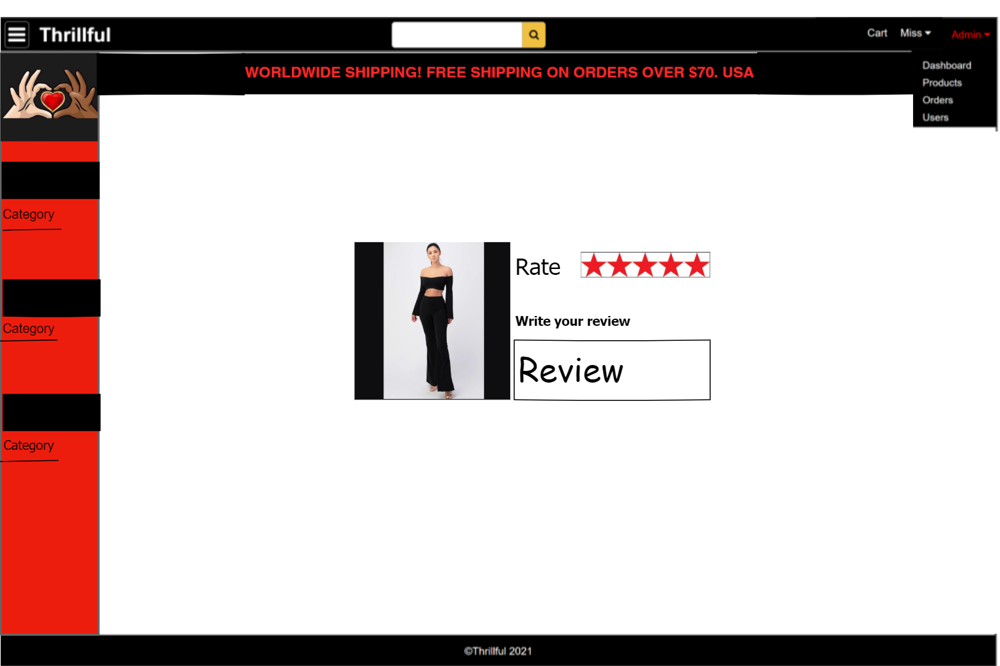 Thrillful
Cart Miss Admin
WORLDWIDE SHIPPING! FREE SHIPPING ON ORDERS OVER $70. USA
Dashboard
Products
Orders
Users
Category
Category
Category
Rate
Write your review
Review
©Thrillful 2021